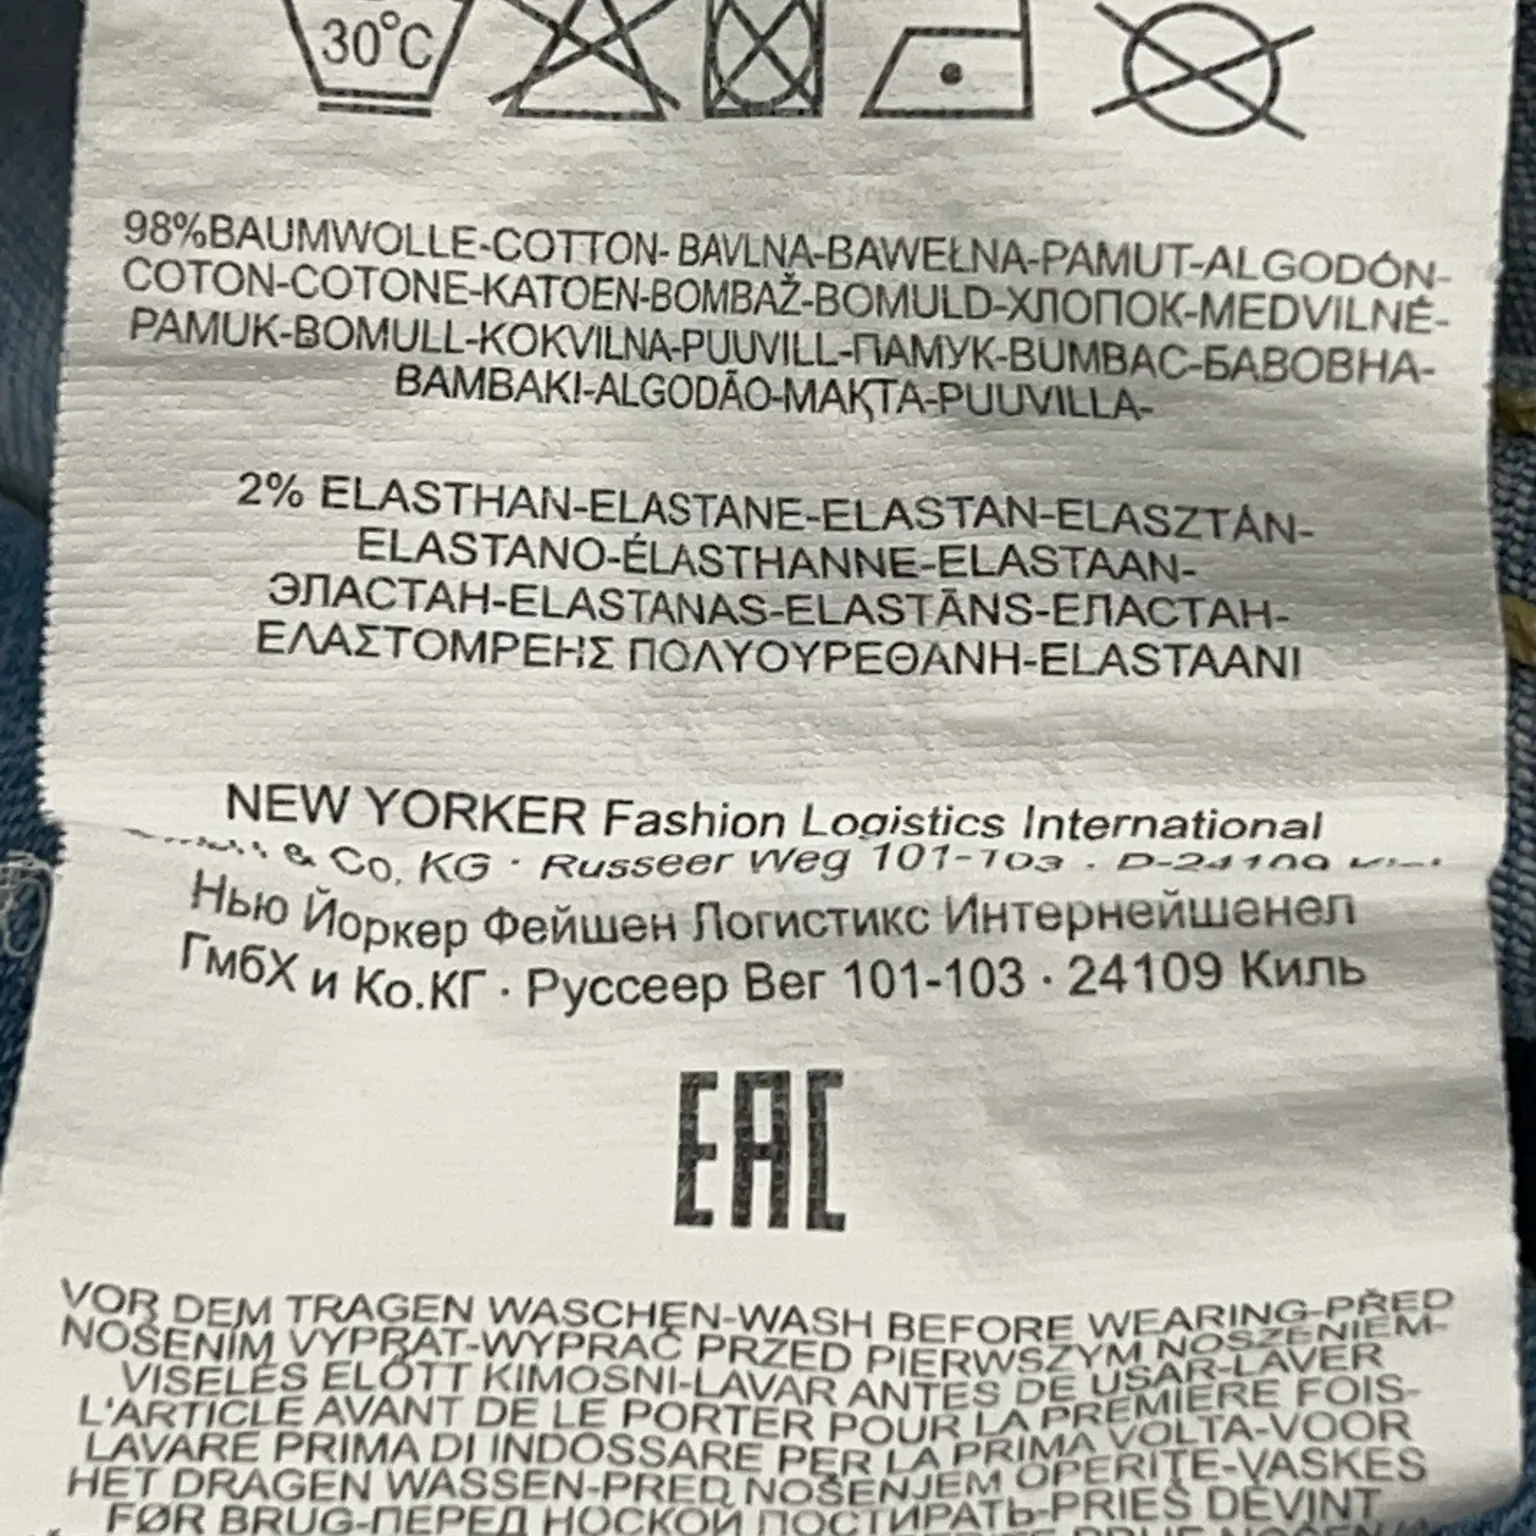 30°C
98%BAUMWOLLE-COTTON- BAVLNA-BAWEŁNA-PAMUT-ALGODÓN-
COTON-COTONE-KATOEN-BOMBAŽ-BOMULD-ХЛОПОК-MEDVILNĖ-
PAMUK-BOMULL-KOKVILNA-PUUVILL-ПАМУК-BUMBAC-БАВОВНА-
BAMBAKI-ALGODÃO-МАҚТА-PUUVILLA-
2% ELASTHAN-ELASTANE-ELASTAN-ELASZTÁN-
ELASTANO-ÉLASTHANNE-ELASTAAN-
ЭЛАСТАН-ELASTANAS-ELASTĀNS-ЕЛАСТАН-
ΕΛΑΣΤΟΜΡΕΗΣ ΠΟΛΥΟΥΡΕΘΑΝΗ-ELASTAANI
NEW YORKER Fashion Logistics International
& Co. KG · Russeer Weg 101-103 · D-24109
Нью Йоркер Фейшен Логистикс Интернейшенел
ГмбХ и Ко.КГ · Руссеер Вег 101-103 · 24109 Киль
EAC
VOR DEM TRAGEN WASCHEN-WASH BEFORE WEARING-PŘED
NOŠENÍM VYPRAT-WYPRAĆ PRZED PIERWSZYM NOSZENIEM-
VISELÉS ELŐTT KIMOSNI-LAVAR ANTES DE USAR-LAVER
L'ARTICLE AVANT DE LE PORTER POUR LA PREMIÈRE FOIS-
LAVARE PRIMA DI INDOSSARE PER LA PRIMA VOLTA-VOOR
HET DRAGEN WASSEN-PRED NOŠENJEM OPERITE-VASKES
FØR BRUG-ПЕРЕД НОСКОЙ ПОСТИРАТЬ-PRIEŠ DĖVINT